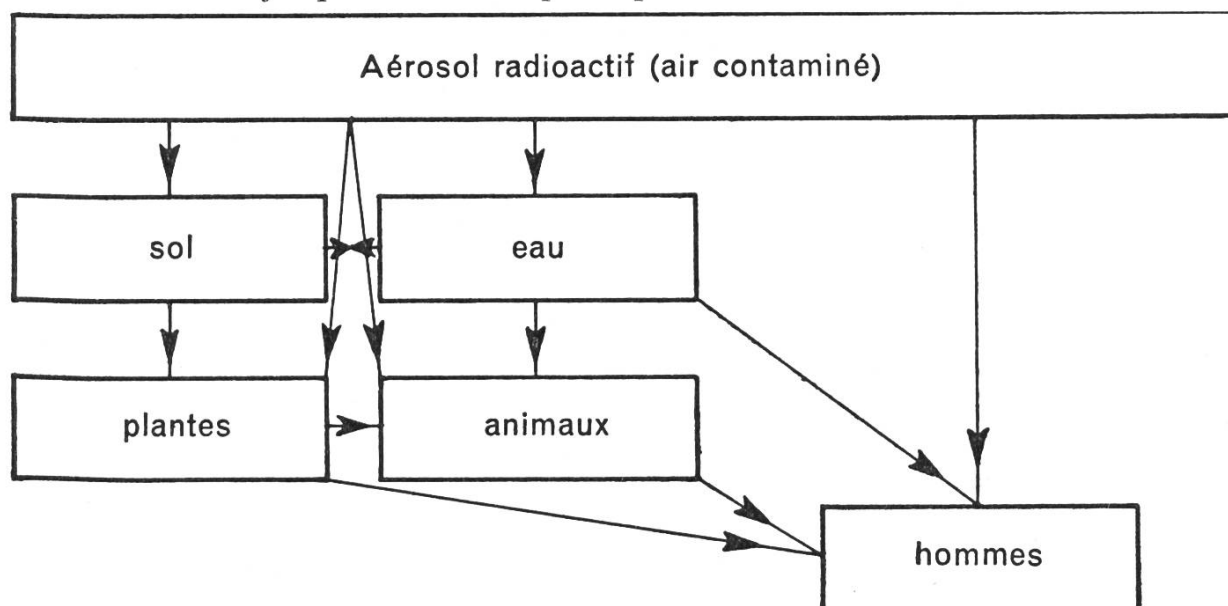 Aérosol radioactif (air contaminé)
sol
eau
plantes
animaux
hommes